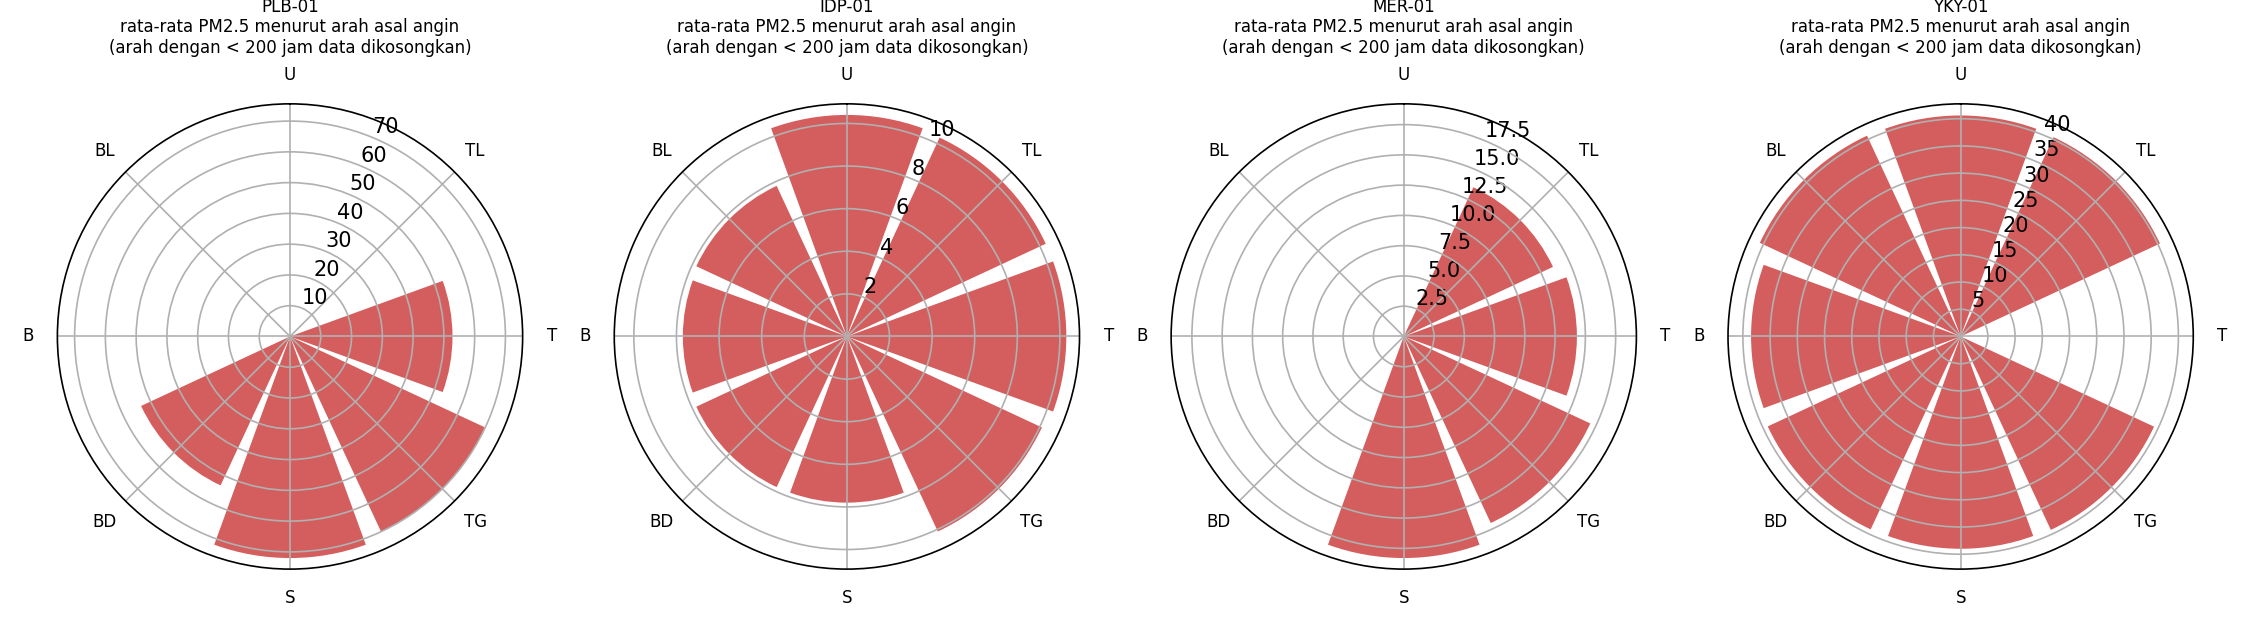 PLB-01
rata-rata PM2.5 menurut arah asal angin
(arah dengan < 200 jam data dikosongkan)
U
BL
TL
70
60
50
40
30
20
10
B
T
BD
TG
S
IDP-01
rata-rata PM2.5 menurut arah asal angin
(arah dengan < 200 jam data dikosongkan)
U
BL
TL
10
8
6
4
2
B
T
BD
TG
S
MER-01
rata-rata PM2.5 menurut arah asal angin
(arah dengan < 200 jam data dikosongkan)
U
BL
TL
17.5
15.0
12.5
10.0
7.5
5.0
2.5
B
T
BD
TG
S
YKY-01
rata-rata PM2.5 menurut arah asal angin
(arah dengan < 200 jam data dikosongkan)
U
BL
TL
40
35
30
25
20
15
10
5
B
T
BD
TG
S